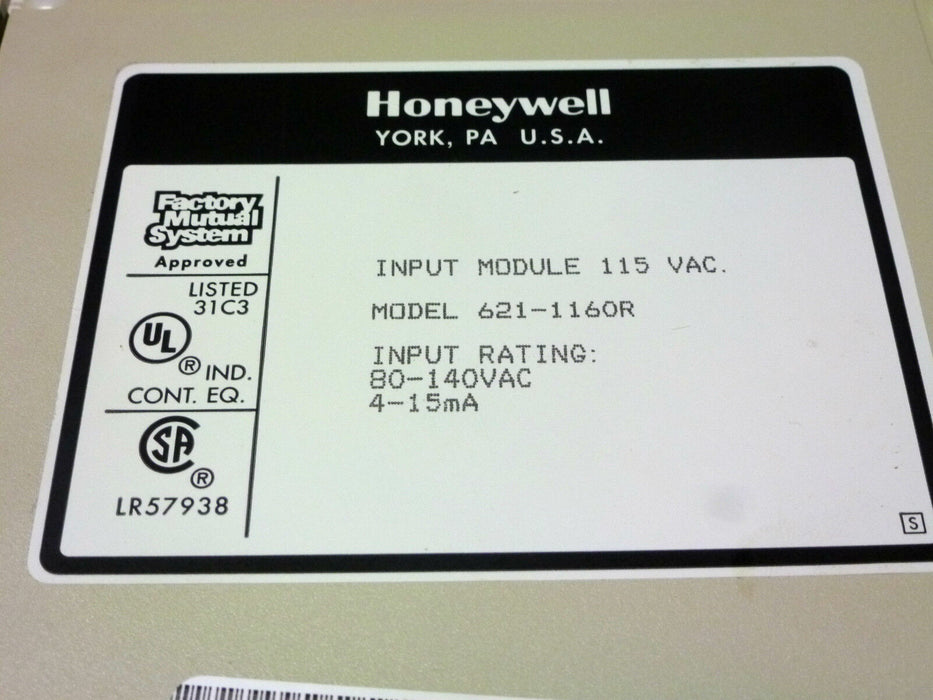 Honeywell
YORK, PA U.S.A.
Factory
Mutual
System
Approved
LISTED
31C3
UL
® IND.
CONT. EQ.
SA
®
LR57938
INPUT MODULE 115 VAC.
MODEL 621-1160R
INPUT RATING:
80-140VAC
4-15mA
S